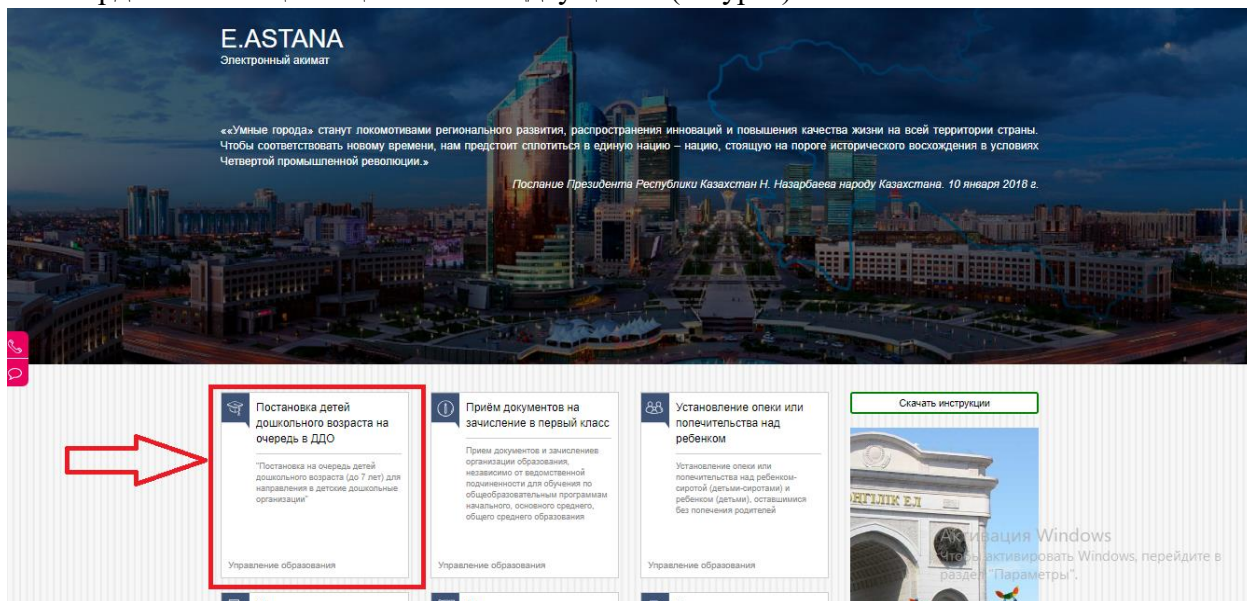 E.ASTANA
Электронный акимат
««Умные города» станут локомотивами регионального развития, распространения инноваций и повышения качества жизни на всей территории страны.
Чтобы соответствовать новому времени, нам предстоит сплотиться в единую нацию – нацию, стоящую на пороге исторического восхождения в условиях
Четвертой промышленной революции.»
Послание Президента Республики Казахстан Н. Назарбаева народу Казахстана. 10 января 2018 г.
Постановка детей
дошкольного возраста на
очередь в ДДО
"Постановка на очередь детей
дошкольного возраста (до 7 лет) для
направления в детские дошкольные
организации"
Управление образования
Приём документов на
зачисление в первый класс
Прием документов и зачислениев
организации образования,
независимо от ведомственной
подчиненности для обучения по
общеобразовательным программам
начального, основного среднего,
общего среднего образования
Управление образования
Установление опеки или
попечительства над
ребенком
Установление опеки или
попечительства над ребенком-
сиротой (детьми-сиротами) и
ребенком (детьми), оставшимися
без попечения родителей
Управление образования
Скачать инструкции
ӘҢГІЛІК ЕЛ
Активация Windows
Чтобы активировать Windows, перейдите в
раздел "Параметры".